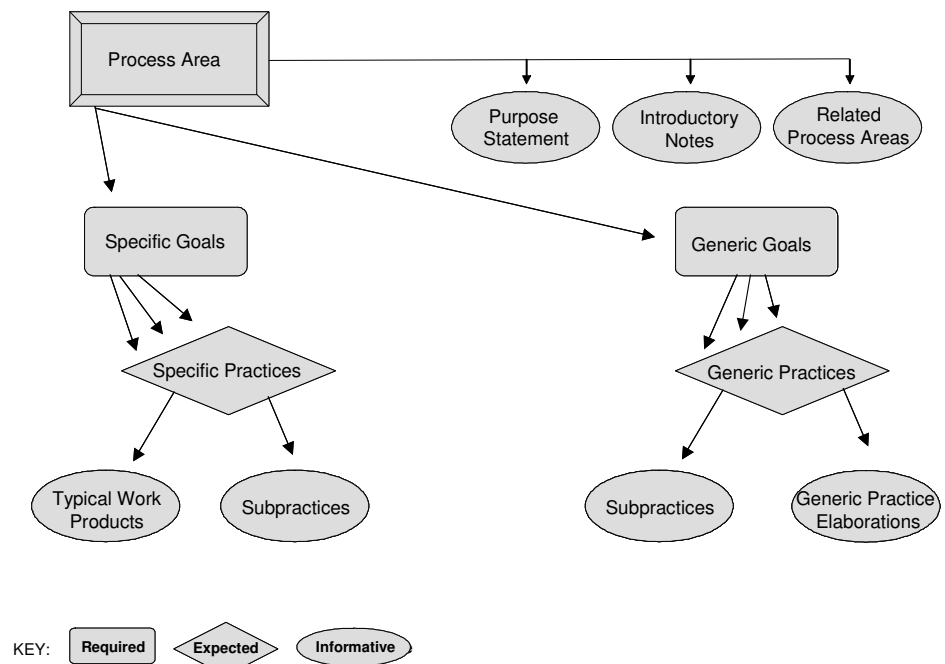 Process Area
Purpose
Statement
Introductory
Notes
Related
Process Areas
Specific Goals
Generic Goals
Specific Practices
Generic Practices
Typical Work
Products
Subpractices
Subpractices
Generic Practice
Elaborations
KEY:
Required
Expected
Informative